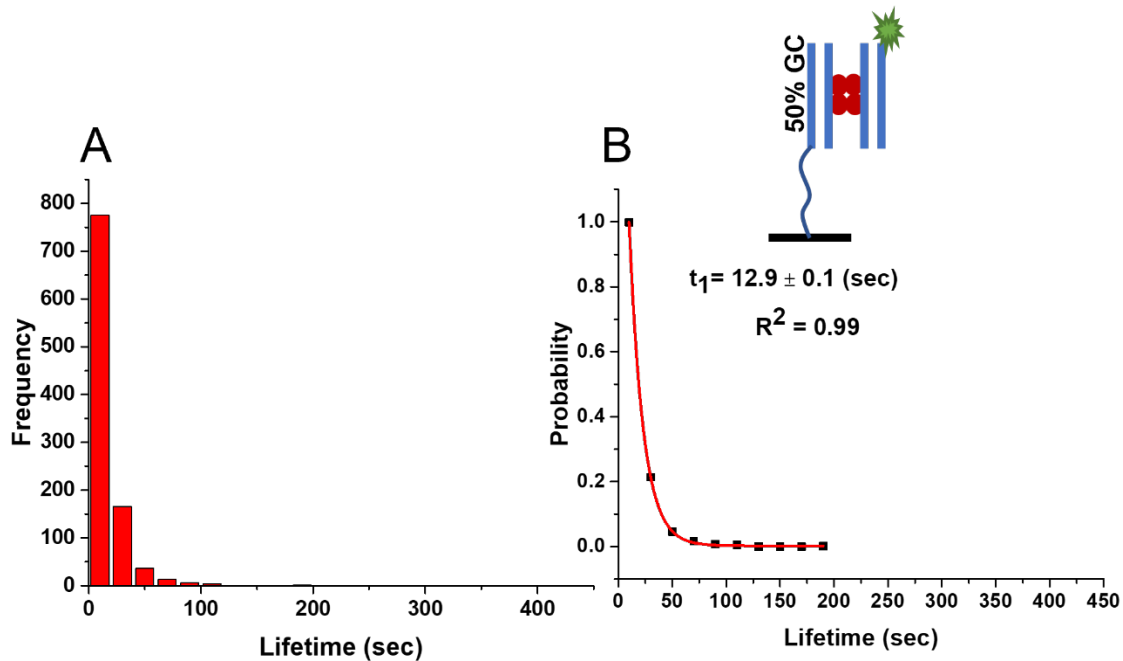 A
800
700
600
500
400
300
200
100
0
Frequency
0 100 200 300 400
Lifetime (sec)
B
50% GC
t1= 12.9 ± 0.1 (sec)
R2 = 0.99
1.0
0.8
0.6
0.4
0.2
0.0
Probability
0 50 100 150 200 250 300 350 400 450
Lifetime (sec)